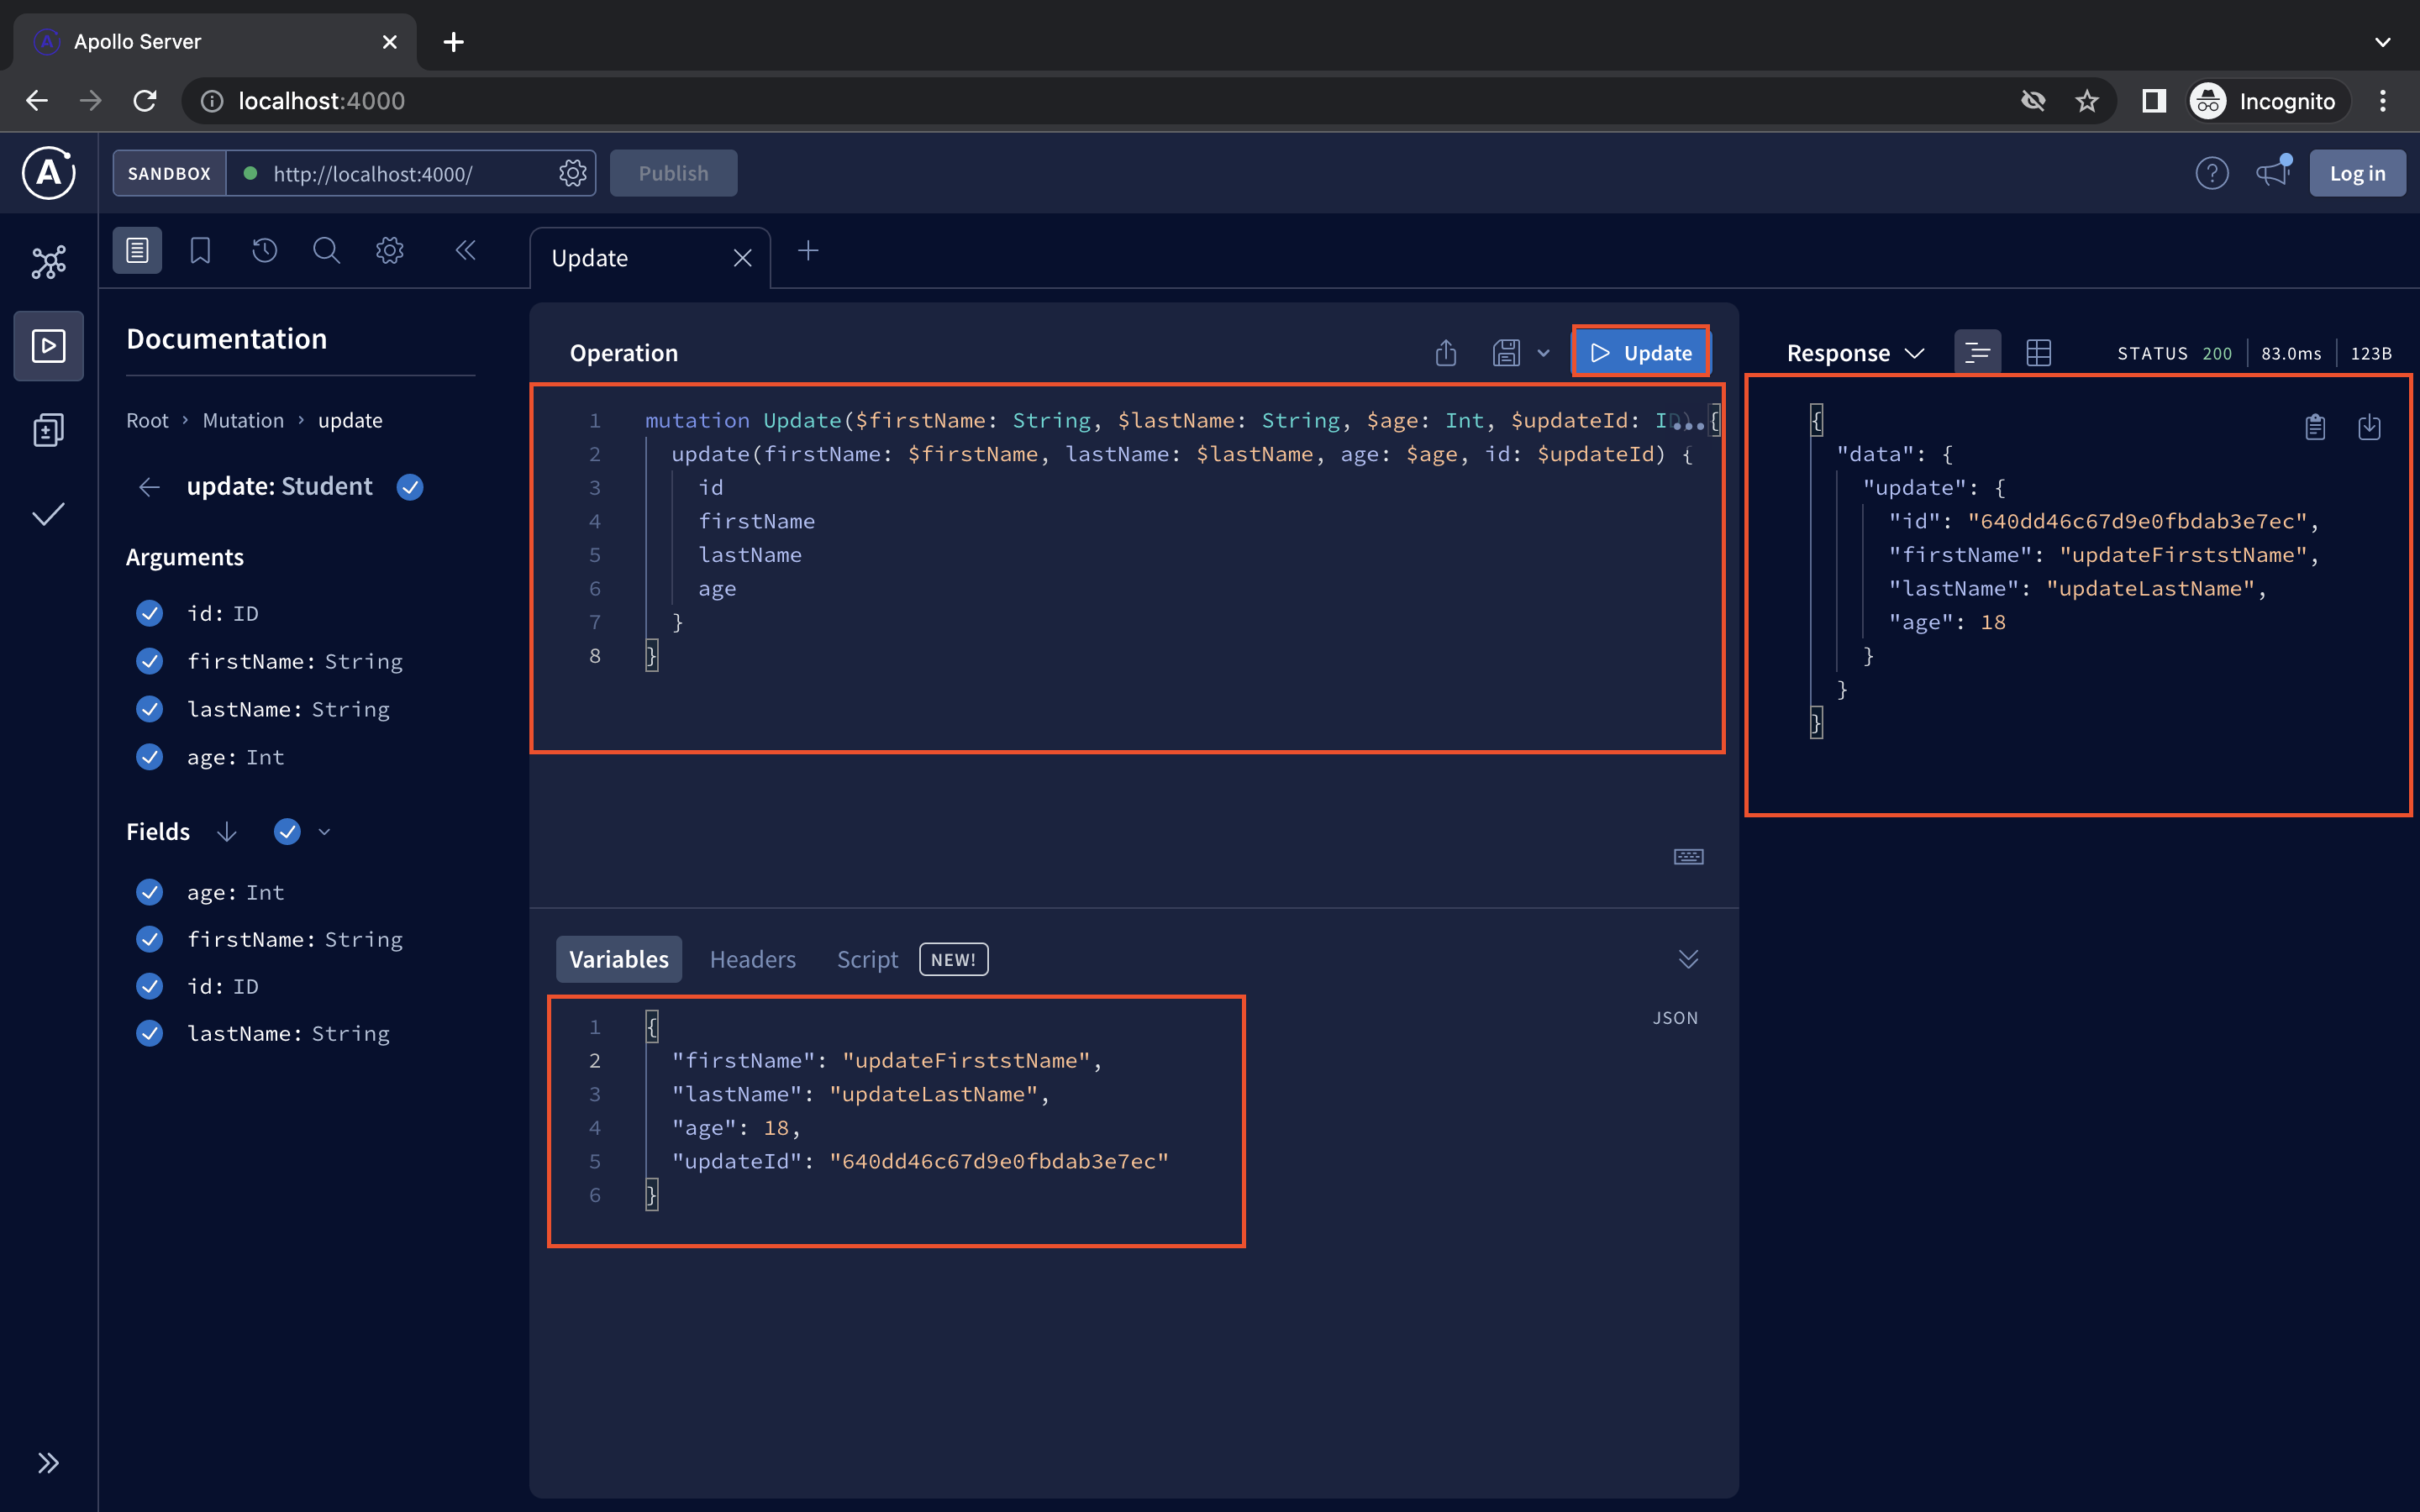 Apollo Server
localhost:4000
Incognito
SANDBOX
http://localhost:4000/
Publish
Log in
Update
Documentation
Root › Mutation › update
update: Student
Arguments
id: ID
firstName: String
lastName: String
age: Int
Fields
age: Int
firstName: String
id: ID
lastName: String
Operation
Update
1 mutation Update($firstName: String, $lastName: String, $age: Int, $updateId: ID) {
2 update(firstName: $firstName, lastName: $lastName, age: $age, id: $updateId) {
3 id
4 firstName
5 lastName
6 age
7 }
8 }
Variables Headers Script NEW!
JSON
1 {
2 "firstName": "updateFirststName",
3 "lastName": "updateLastName",
4 "age": 18,
5 "updateId": "640dd46c67d9e0fbdab3e7ec"
6 }
Response
STATUS 200 83.0ms 123B
{
"data": {
"update": {
"id": "640dd46c67d9e0fbdab3e7ec",
"firstName": "updateFirststName",
"lastName": "updateLastName",
"age": 18
}
}
}